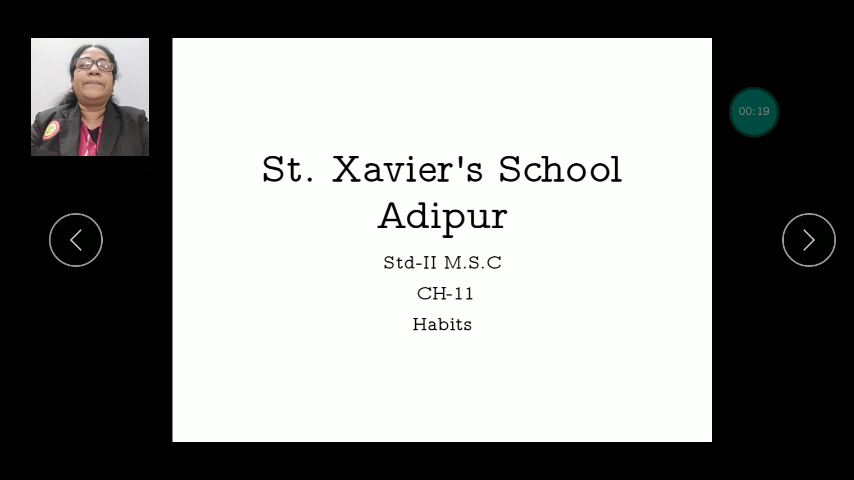 St. Xavier's School
Adipur
Std-II M.S.C
CH-11
Habits
00:19